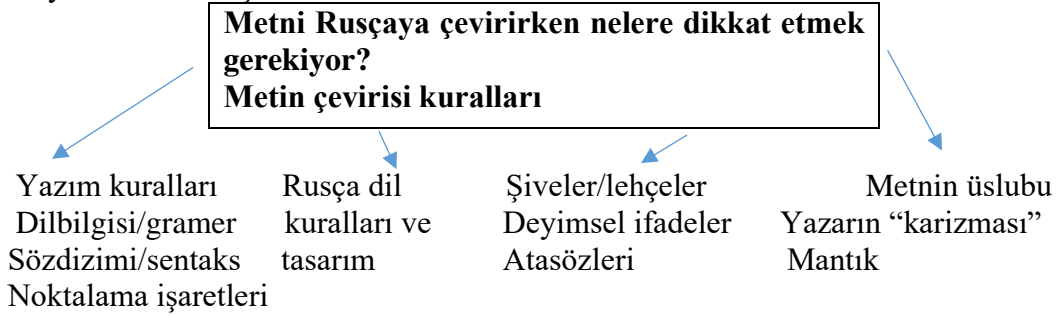 Metni Rusçaya çevirirken nelere dikkat etmek
gerekiyor?
Metin çevirisi kuralları
Yazım kuralları
Dilbilgisi/gramer
Sözdizimi/sentaks
Noktalama işaretleri
Rusça dil
kuralları ve
tasarım
Şiveler/lehçeler
Deyimsel ifadeler
Atasözleri
Metnin üslubu
Yazarın “karizması”
Mantık